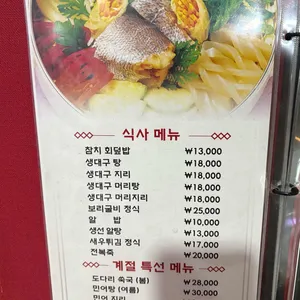 식사 메뉴
참치 회덮밥 ₩13,000
생대구 탕 ₩18,000
생대구 지리 ₩18,000
생대구 머리탕 ₩18,000
생대구 머리지리 ₩18,000
보리굴비 정식 ₩25,000
알 밥 ₩10,000
생선 알탕 ₩13,000
새우튀김 정식 ₩17,000
전복죽 ₩20,000
계절 특선 메뉴
도다리 쑥국 (봄) ₩28,000
민어탕 (여름) ₩30,000
민어 지리